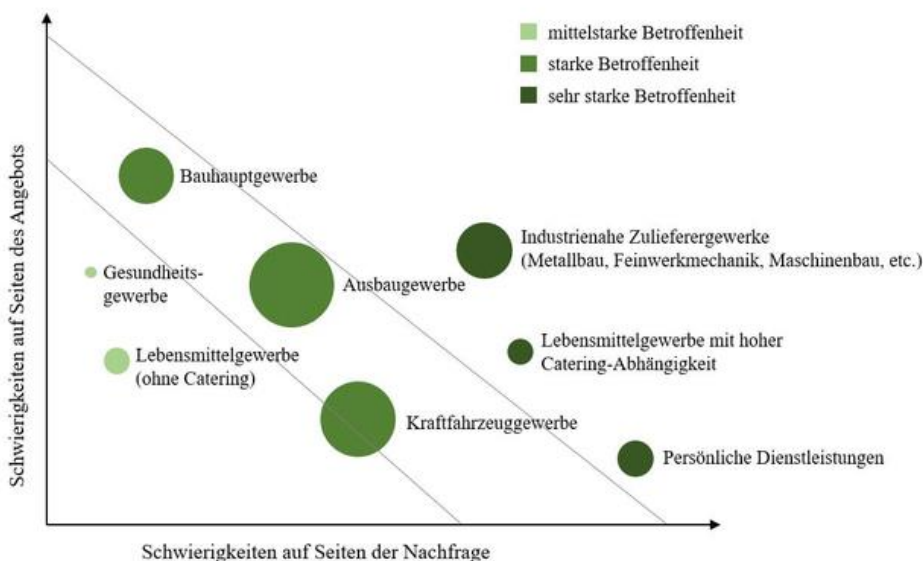 mittelstarke Betroffenheit
starke Betroffenheit
sehr starke Betroffenheit
Schwierigkeiten auf Seiten des Angebots
Bauhauptgewerbe
Industrienahe Zulieferergewerke
(Metallbau, Feinwerkmechanik, Maschinenbau, etc.)
Gesundheits-
gewerbe
Ausbaugewerbe
Lebensmittelgewerbe
(ohne Catering)
Lebensmittelgewerbe mit hoher
Catering-Abhängigkeit
Kraftfahrzeuggewerbe
Persönliche Dienstleistungen
Schwierigkeiten auf Seiten der Nachfrage